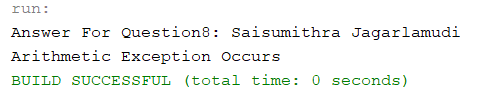 run:
Answer For Question8: Saisumithra Jagarlamudi
Arithmetic Exception Occurs
BUILD SUCCESSFUL (total time: 0 seconds)